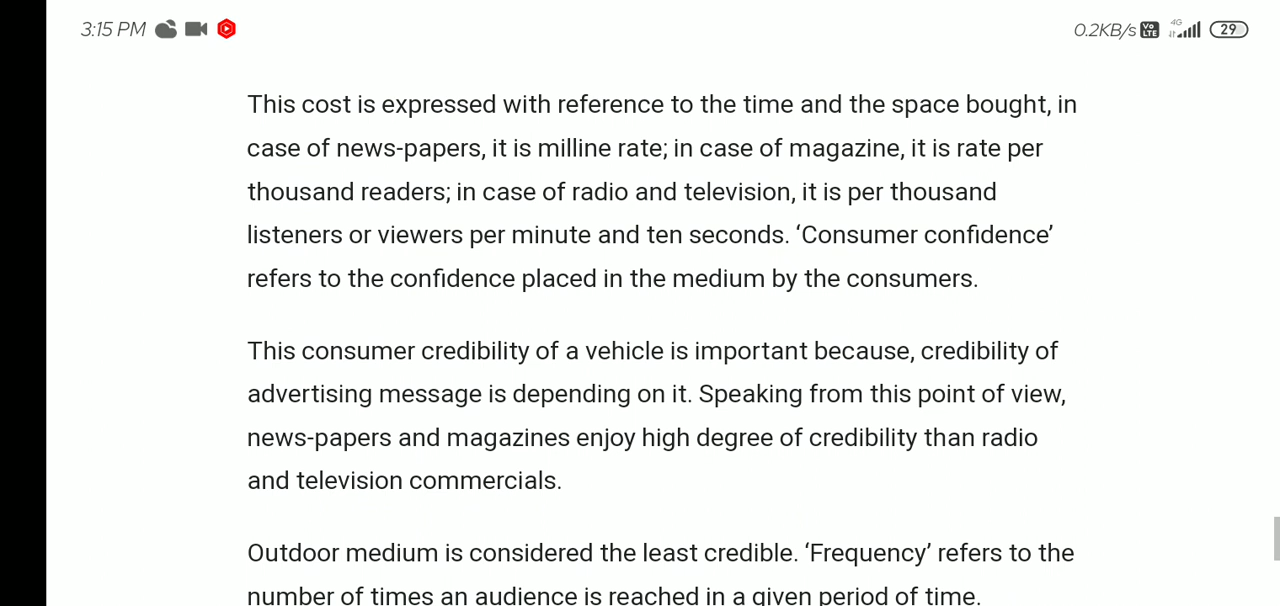 3:15 PM 0.2KB/s Vo LTE 4G 29
This cost is expressed with reference to the time and the space bought, in
case of news-papers, it is milline rate; in case of magazine, it is rate per
thousand readers; in case of radio and television, it is per thousand
listeners or viewers per minute and ten seconds. ‘Consumer confidence’
refers to the confidence placed in the medium by the consumers.
This consumer credibility of a vehicle is important because, credibility of
advertising message is depending on it. Speaking from this point of view,
news-papers and magazines enjoy high degree of credibility than radio
and television commercials.
Outdoor medium is considered the least credible. ‘Frequency’ refers to the
number of times an audience is reached in a given period of time.